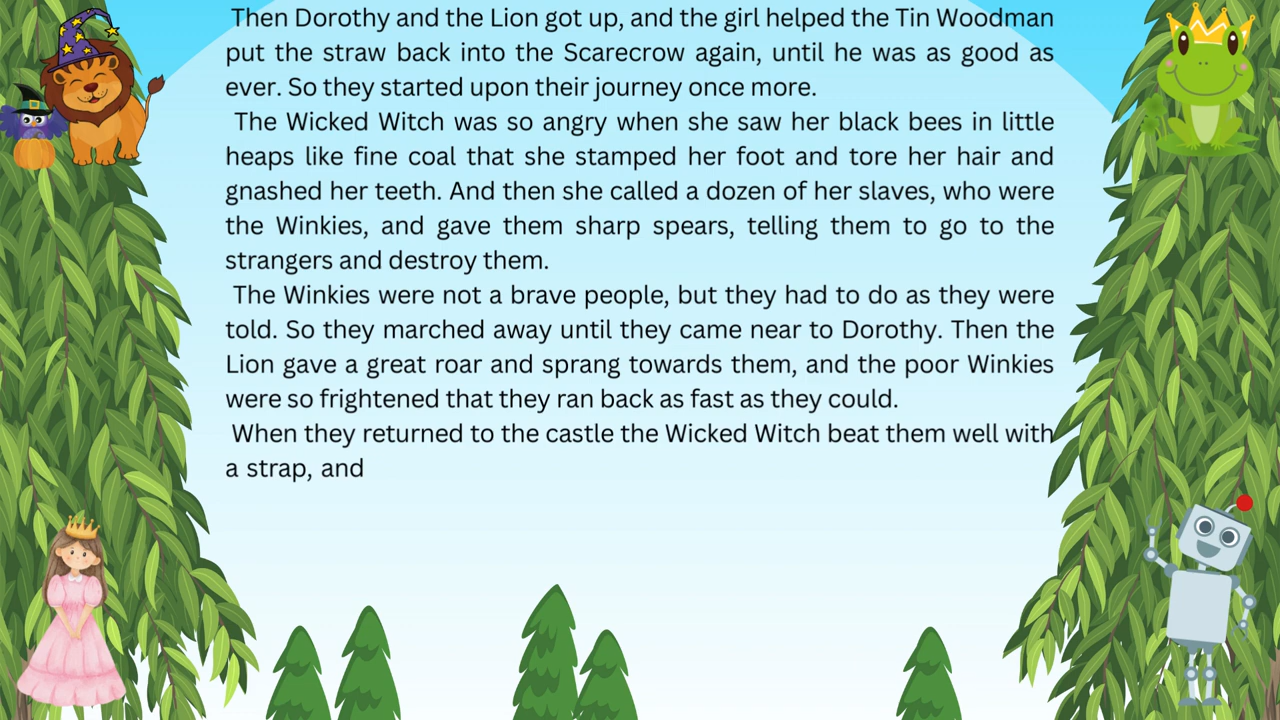 Then Dorothy and the Lion got up, and the girl helped the Tin Woodman
put the straw back into the Scarecrow again, until he was as good as
ever. So they started upon their journey once more.
The Wicked Witch was so angry when she saw her black bees in little
heaps like fine coal that she stamped her foot and tore her hair and
gnashed her teeth. And then she called a dozen of her slaves, who were
the Winkies, and gave them sharp spears, telling them to go to the
strangers and destroy them.
The Winkies were not a brave people, but they had to do as they were
told. So they marched away until they came near to Dorothy. Then the
Lion gave a great roar and sprang towards them, and the poor Winkies
were so frightened that they ran back as fast as they could.
When they returned to the castle the Wicked Witch beat them well with
a strap, and